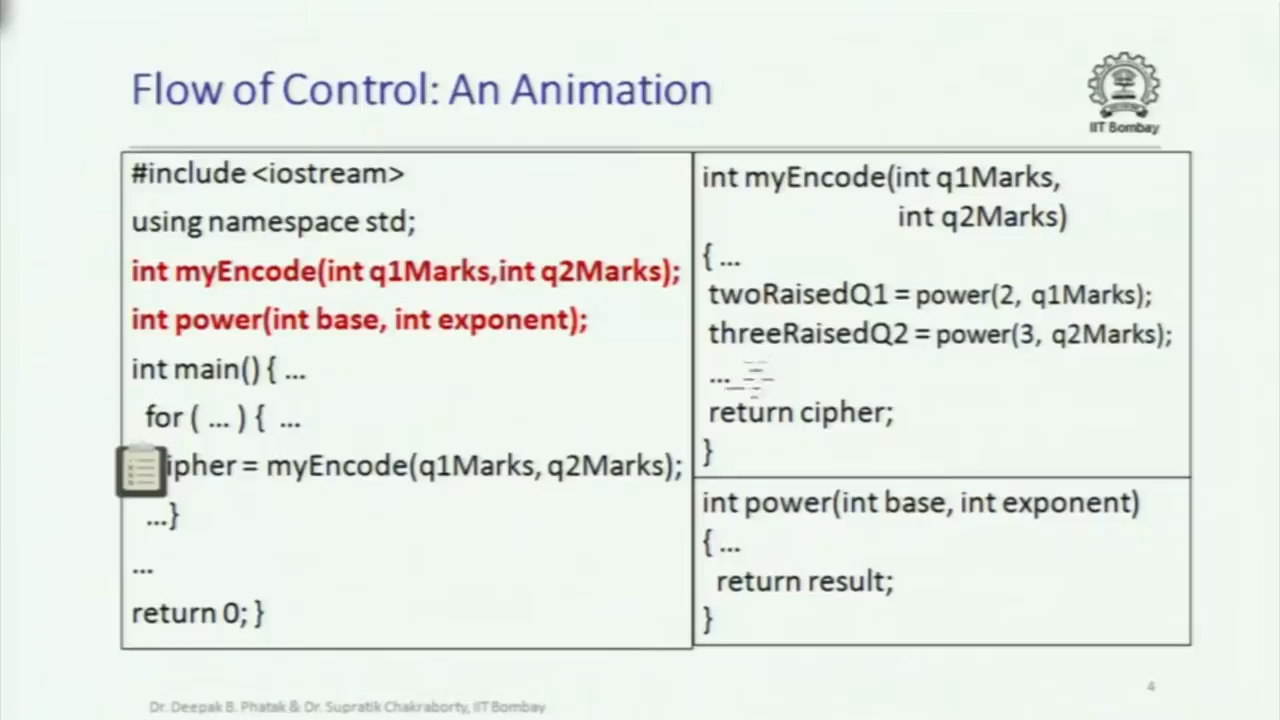 Flow of Control: An Animation
IIT Bombay
#include <iostream>
using namespace std;
int myEncode(int q1Marks,int q2Marks);
int power(int base, int exponent);
int main() { ...
for ( ... ) { ...
ipher = myEncode(q1Marks, q2Marks);
...}
...
return 0; }
int myEncode(int q1Marks,
int q2Marks)
{ ...
twoRaisedQ1 = power(2, q1Marks);
threeRaisedQ2 = power(3, q2Marks);
...
return cipher;
}
int power(int base, int exponent)
{ ...
return result;
}
4
Dr. Deepak B. Phatak & Dr. Supratik Chakraborty, IIT Bombay